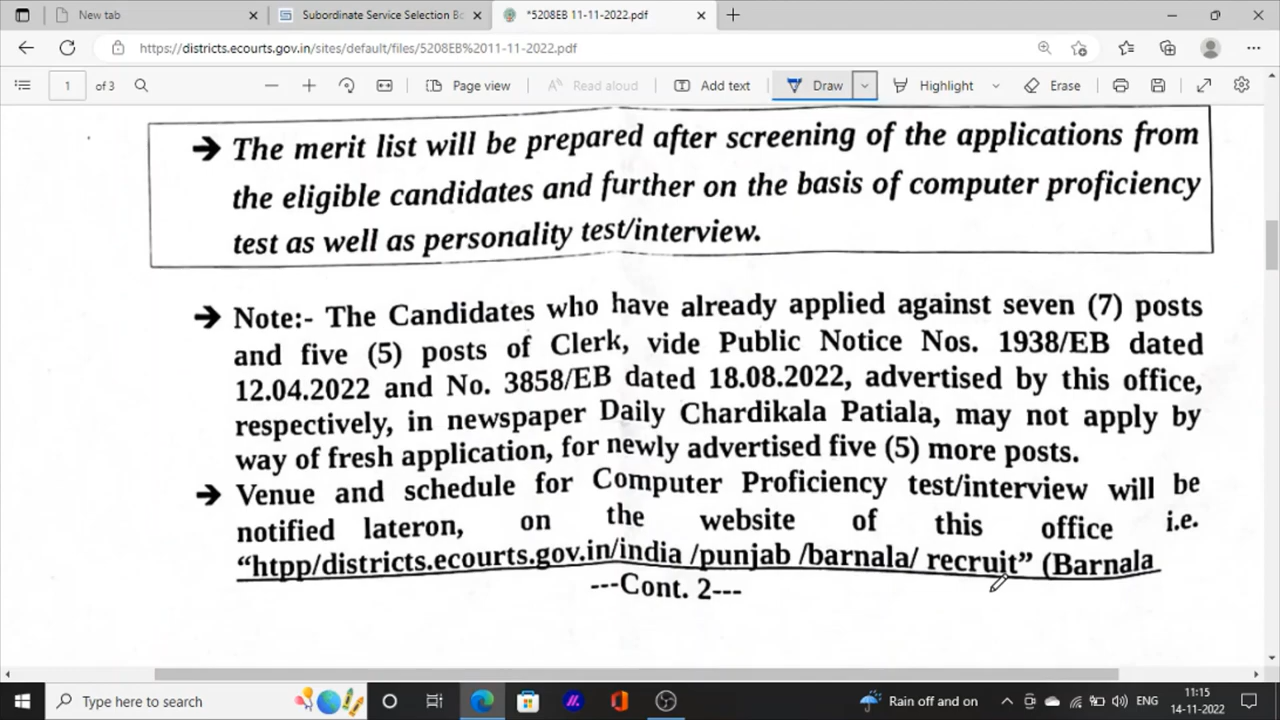 New tab
Subordinate Service Selection Bo
*5208EB 11-11-2022.pdf
https://districts.ecourts.gov.in/sites/default/files/5208EB%2011-11-2022.pdf
1 of 3
Page view
Read aloud
Add text
Draw
Highlight
Erase
➔ The merit list will be prepared after screening of the applications from
the eligible candidates and further on the basis of computer proficiency
test as well as personality test/interview.
➔ Note:- The Candidates who have already applied against seven (7) posts
and five (5) posts of Clerk, vide Public Notice Nos. 1938/EB dated
12.04.2022 and No. 3858/EB dated 18.08.2022, advertised by this office,
respectively, in newspaper Daily Chardikala Patiala, may not apply by
way of fresh application, for newly advertised five (5) more posts.
➔ Venue and schedule for Computer Proficiency test/interview will be
notified lateron, on the website of this office i.e.
“htpp/districts.ecourts.gov.in/india /punjab /barnala/ recruit” (Barnala
---Cont. 2---
Type here to search
Rain off and on
ENG
11:15
14-11-2022